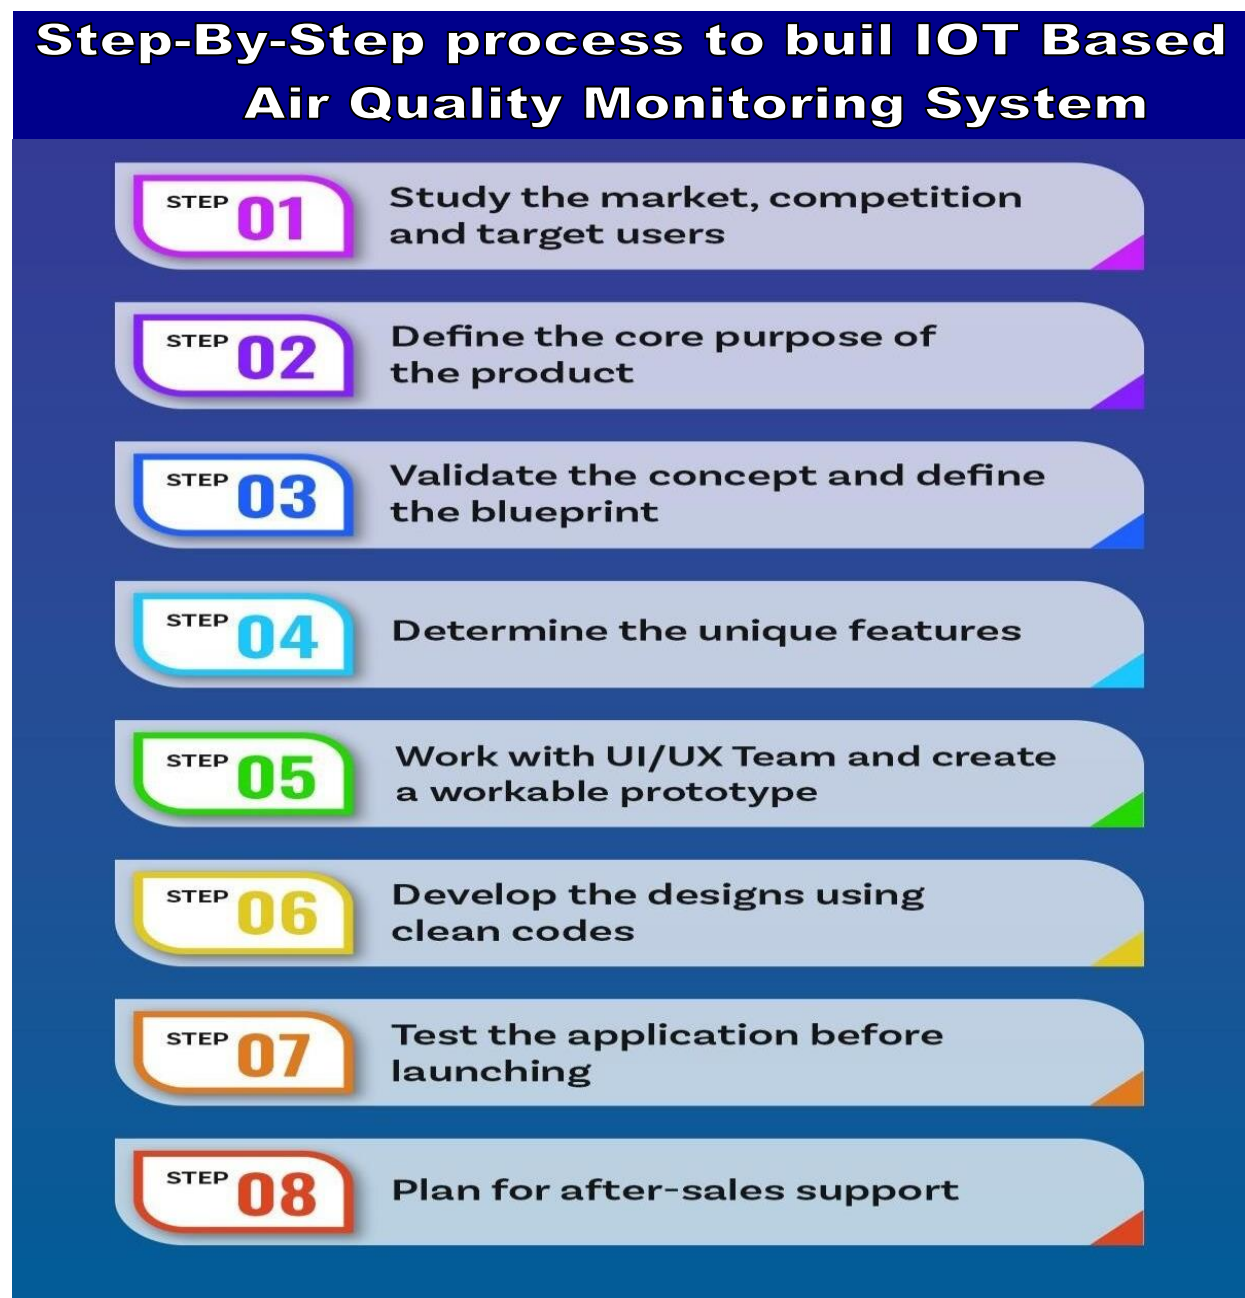 Step-By-Step process to buil IOT Based
Air Quality Monitoring System
STEP 01
Study the market, competition
and target users
STEP 02
Define the core purpose of
the product
STEP 03
Validate the concept and define
the blueprint
STEP 04
Determine the unique features
STEP 05
Work with UI/UX Team and create
a workable prototype
STEP 06
Develop the designs using
clean codes
STEP 07
Test the application before
launching
STEP 08
Plan for after-sales support